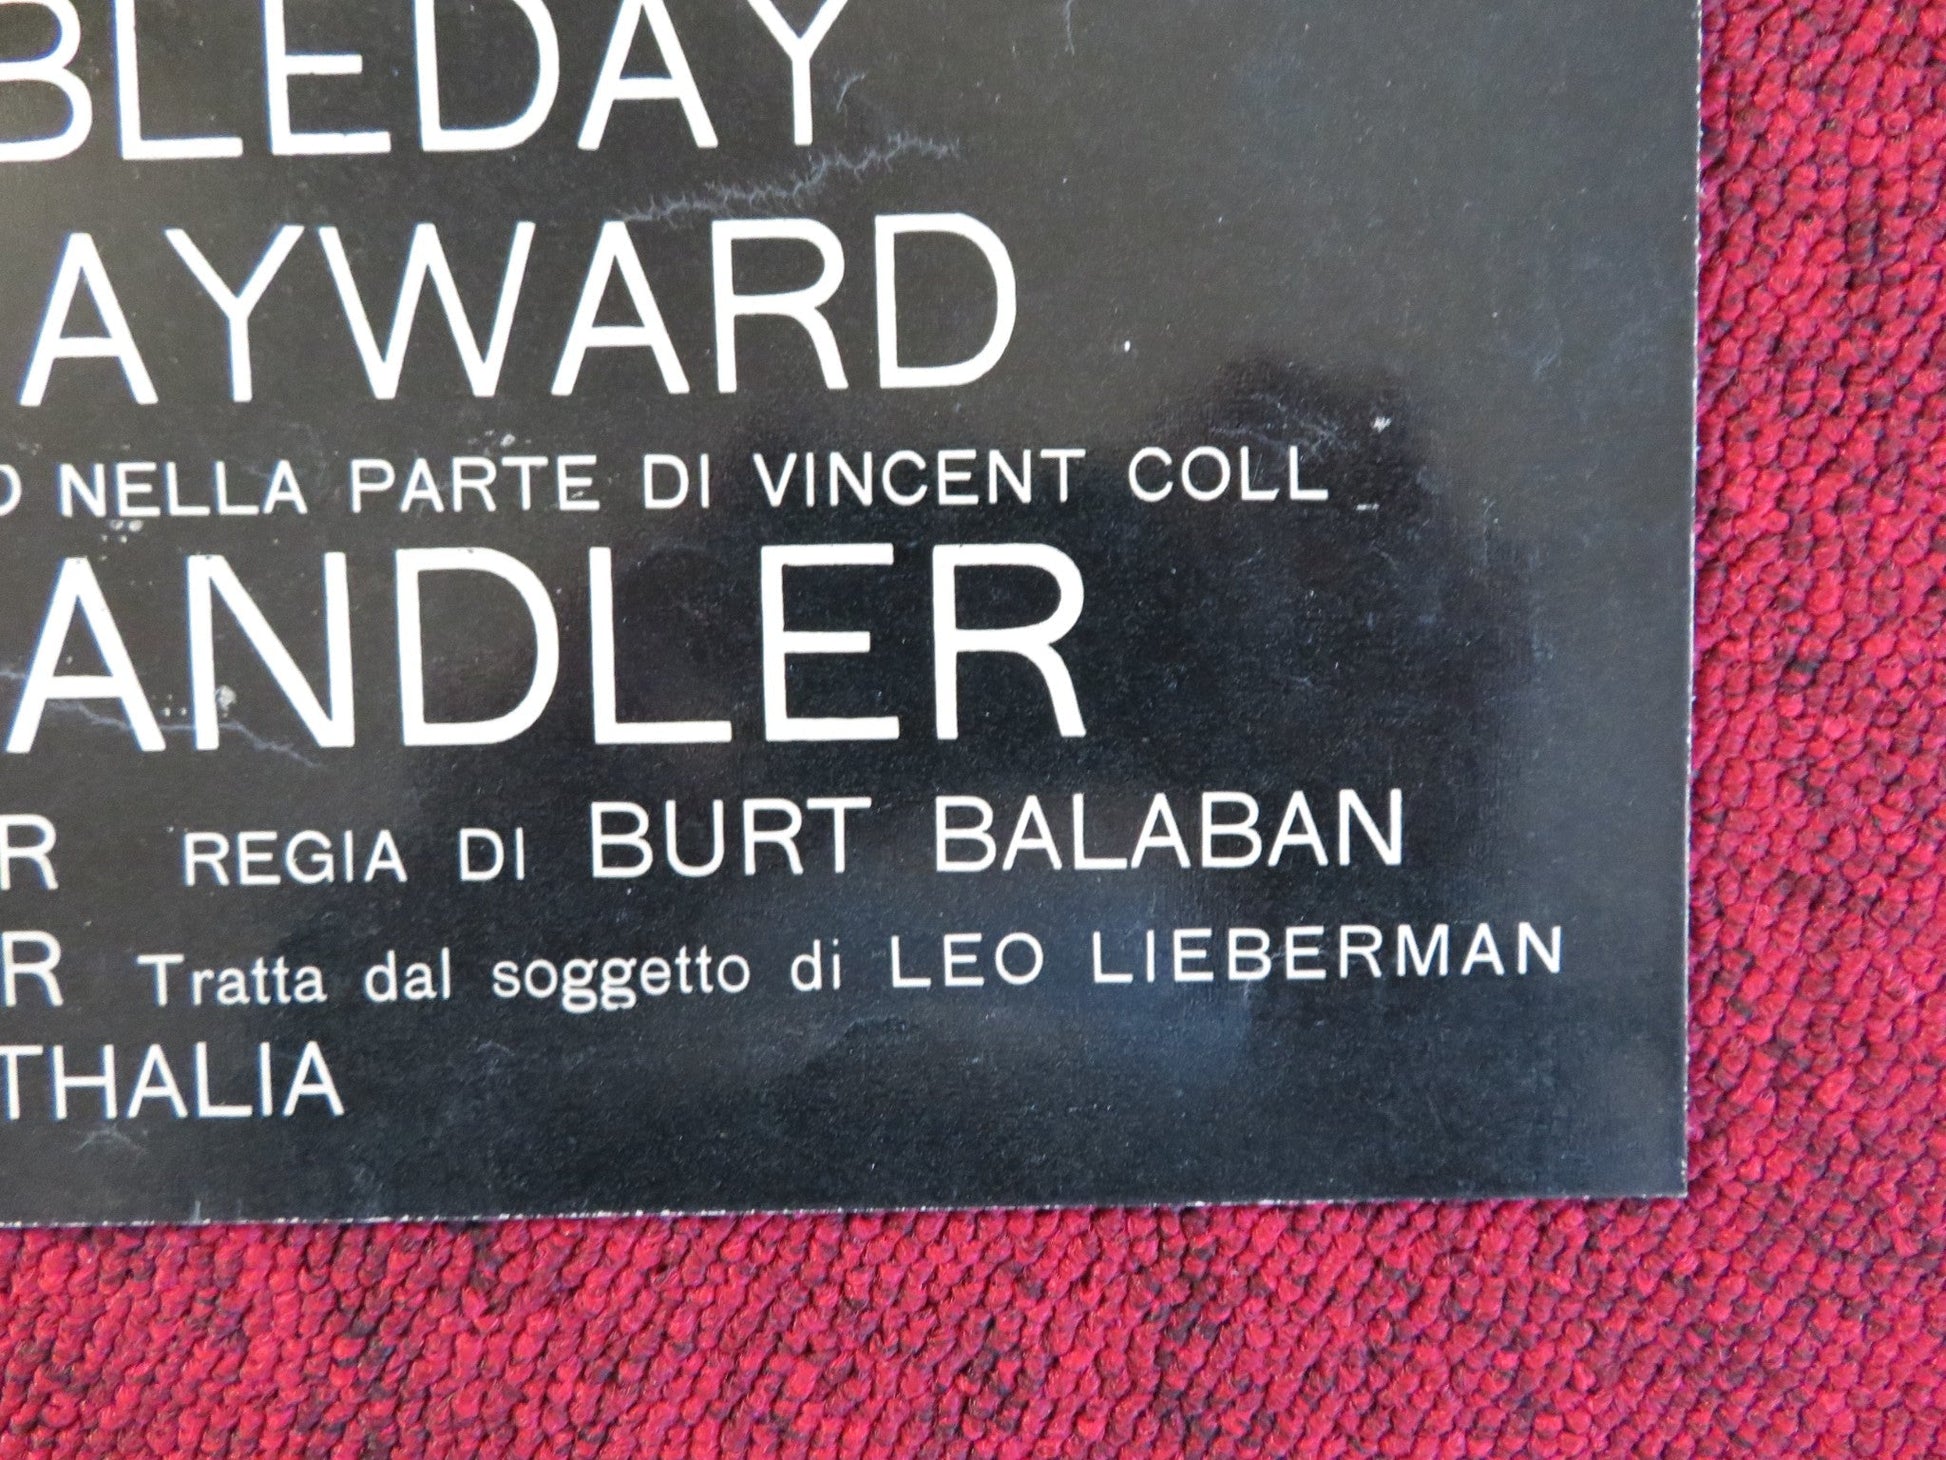 BLEDAY
AYWARD
O NELLA PARTE DI VINCENT COLL
ANDLER
R REGIA DI BURT BALABAN
R Tratta dal soggetto di LEO LIEBERMAN
THALIA